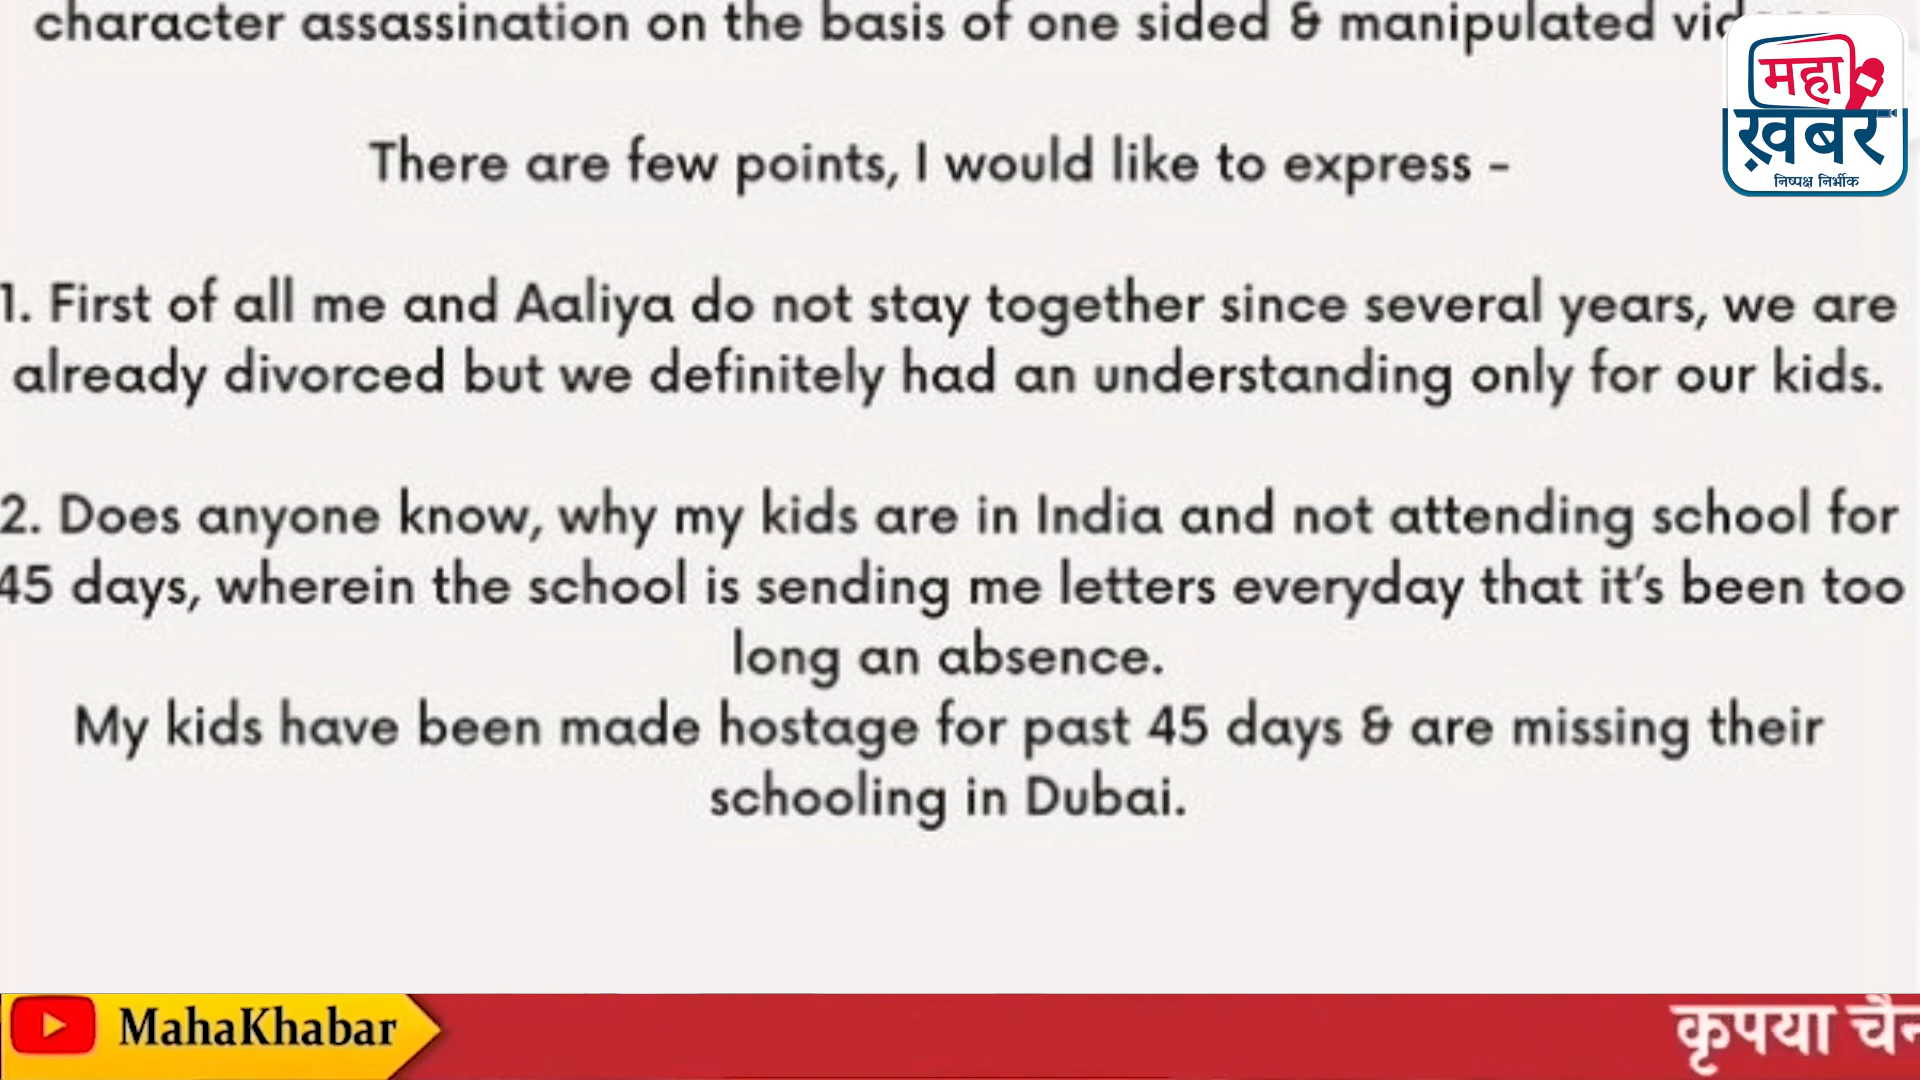 character assassination on the basis of one sided & manipulated
महा
ख़बर
निष्पक्ष निर्भीक
There are few points, I would like to express -
1. First of all me and Aaliya do not stay together since several years, we are
already divorced but we definitely had an understanding only for our kids.
2. Does anyone know, why my kids are in India and not attending school for
45 days, wherein the school is sending me letters everyday that it's been too
long an absence.
My kids have been made hostage for past 45 days & are missing their
schooling in Dubai.
MahaKhabar
कृपया